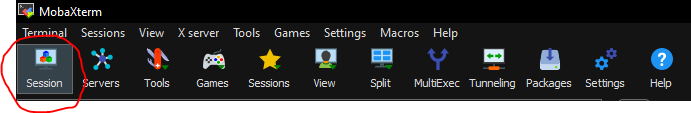 MobaXterm
Terminal Sessions View X server Tools Games Settings Macros Help
Session Servers Tools Games Sessions View Split MultiExec Tunneling Packages Settings Help